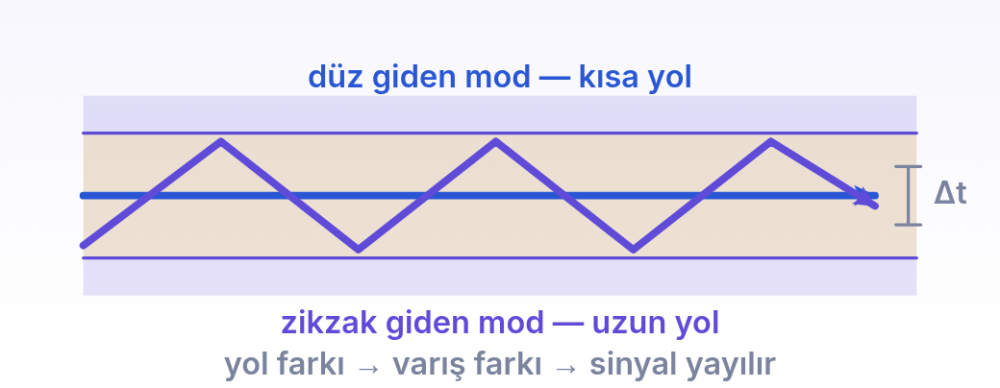 düz giden mod — kısa yol
Δt
zikzak giden mod — uzun yol
yol farkı → varış farkı → sinyal yayılır